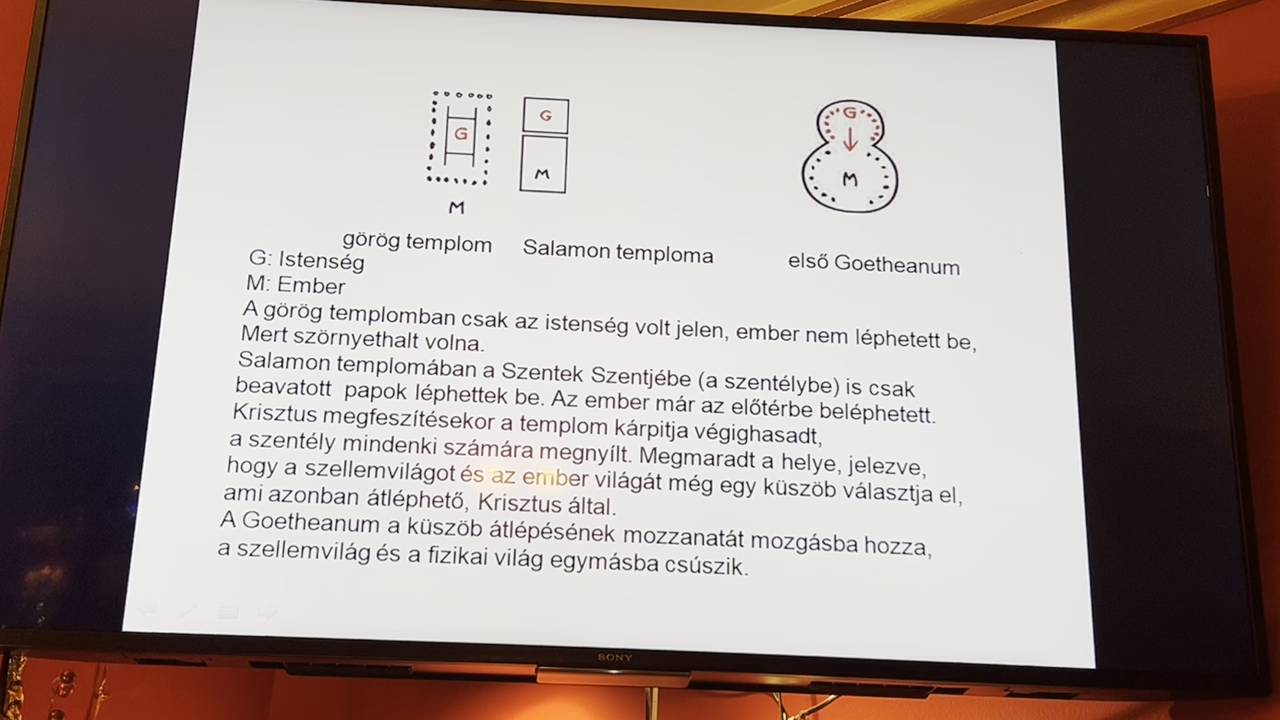 G
G
G
M
M
M
görög templom
Salamon temploma
első Goetheanum
G: Istenség
M: Ember
A görög templomban csak az istenség volt jelen, ember nem léphetett be,
Mert szörnyethalt volna.
Salamon templomában a Szentek Szentjébe (a szentélybe) is csak
beavatott papok léphettek be. Az ember már az előtérbe beléphetett.
Krisztus megfeszítésekor a templom kárpitja végighasadt,
a szentély mindenki számára megnyílt. Megmaradt a helye, jelezve,
hogy a szellemvilágot és az ember világát még egy küszöb választja el,
ami azonban átléphető, Krisztus által.
A Goetheanum a küszöb átlépésének mozzanatát mozgásba hozza,
a szellemvilág és a fizikai világ egymásba csúszik.
SONY